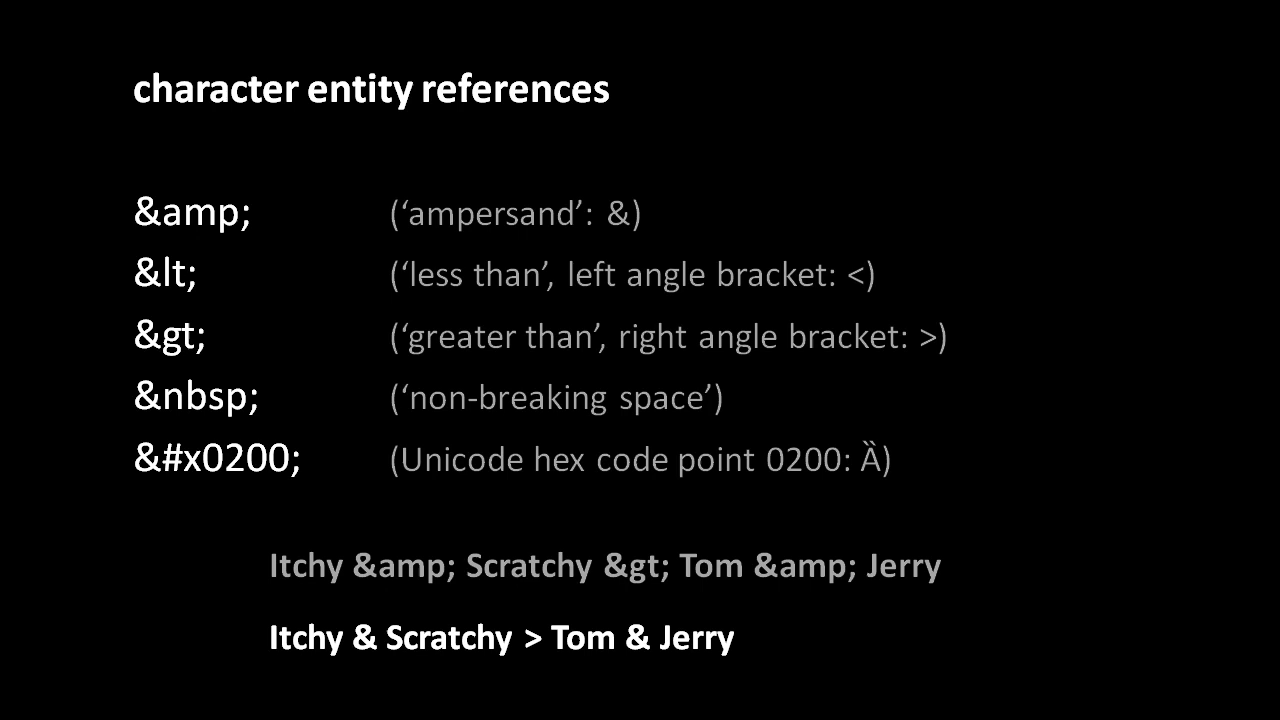 character entity references
&amp; (‘ampersand’: &)
&lt; (‘less than’, left angle bracket: <)
&gt; (‘greater than’, right angle bracket: >)
&nbsp; (‘non-breaking space’)
&#x0200; (Unicode hex code point 0200: Ȁ)
Itchy &amp; Scratchy &gt; Tom &amp; Jerry
Itchy & Scratchy > Tom & Jerry